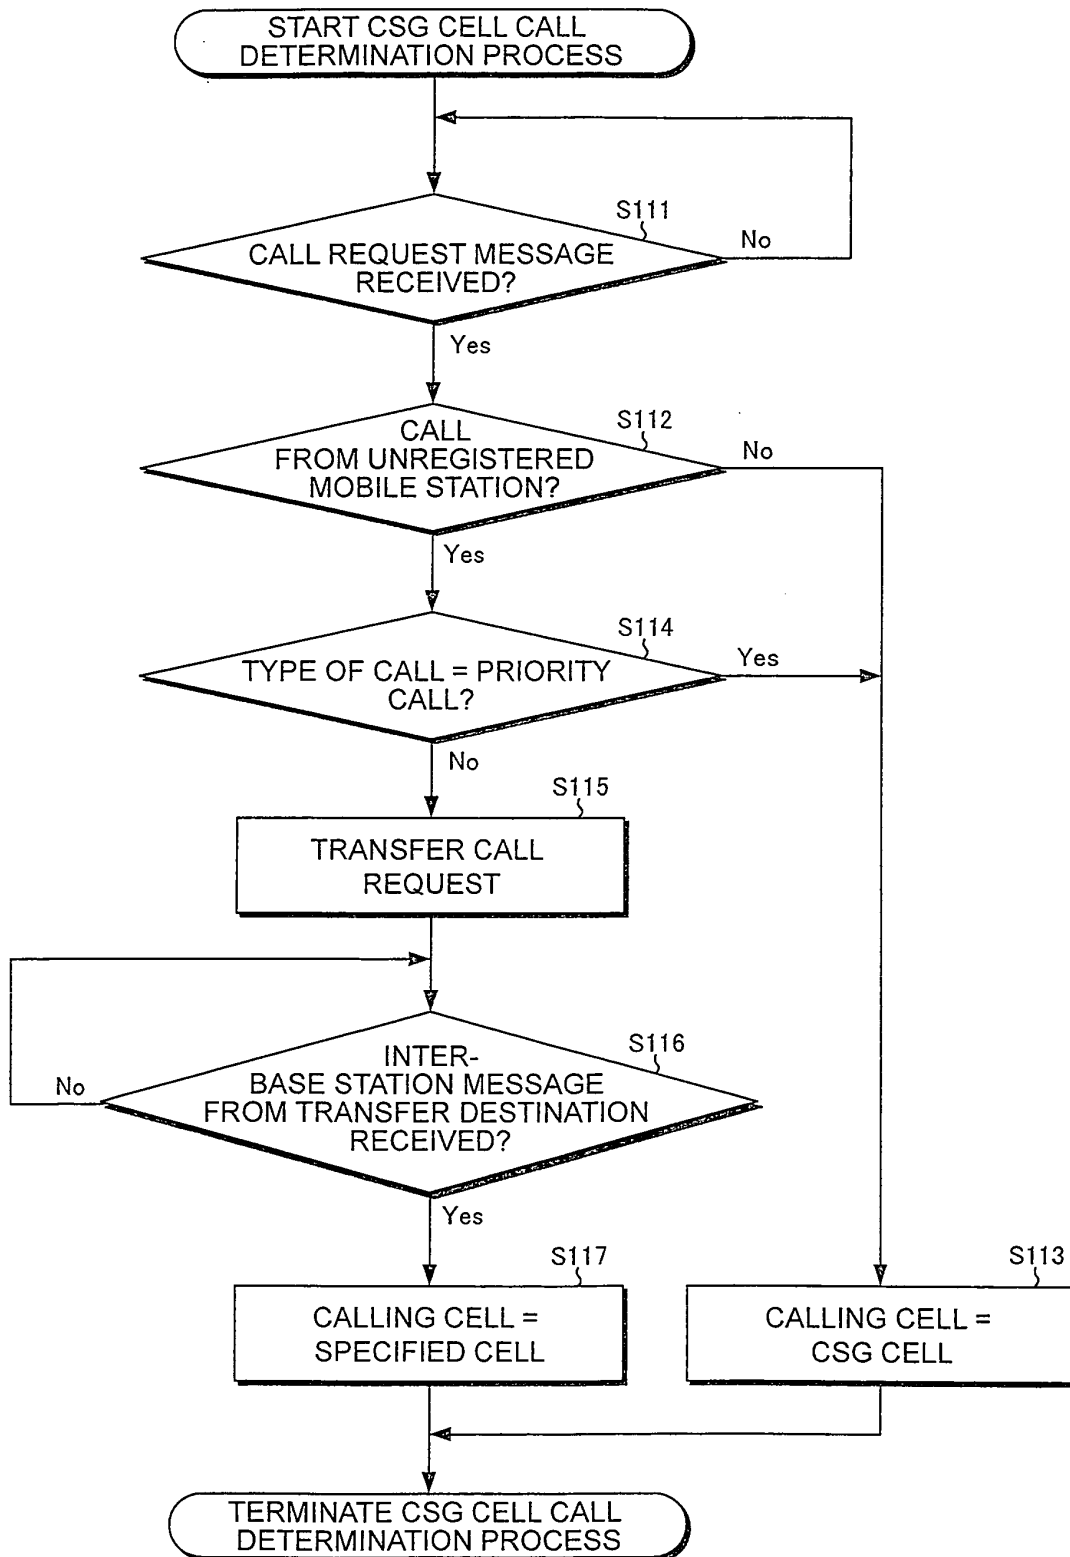 START CSG CELL CALL
DETERMINATION PROCESS
S111
No
CALL REQUEST MESSAGE
RECEIVED?
Yes
S112
No
CALL
FROM UNREGISTERED
MOBILE STATION?
Yes
S114
Yes
TYPE OF CALL = PRIORITY
CALL?
No
S115
TRANSFER CALL
REQUEST
S116
No
INTER-
BASE STATION MESSAGE
FROM TRANSFER DESTINATION
RECEIVED?
Yes
S117
CALLING CELL =
SPECIFIED CELL
S113
CALLING CELL =
CSG CELL
TERMINATE CSG CELL CALL
DETERMINATION PROCESS